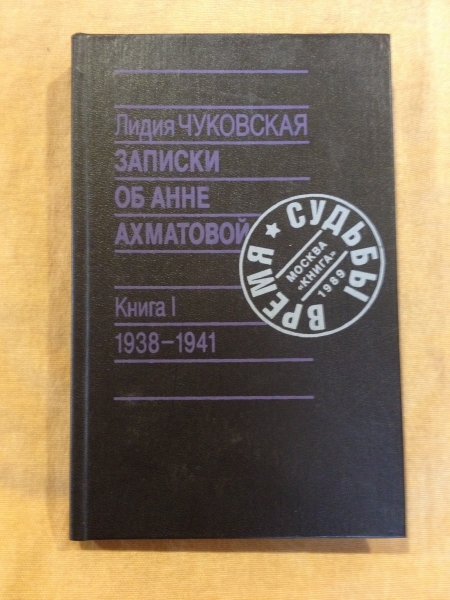 Лидия ЧУКОВСКАЯ
ЗАПИСКИ
ОБ АННЕ
АХМАТОВОЙ
Книга I
1938–1941
ВРЕМЯ ★ СУДЬБЫ
МОСКВА
«КНИГА»
1989